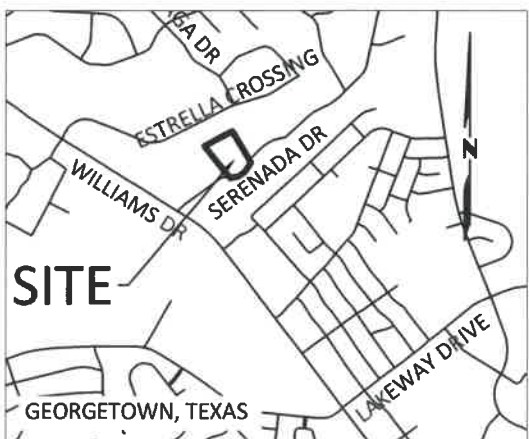 GA DR
ESTRELLA CROSSING
SERENADA DR
WILLIAMS DR
N
SITE
LAKEWAY DRIVE
GEORGETOWN, TEXAS